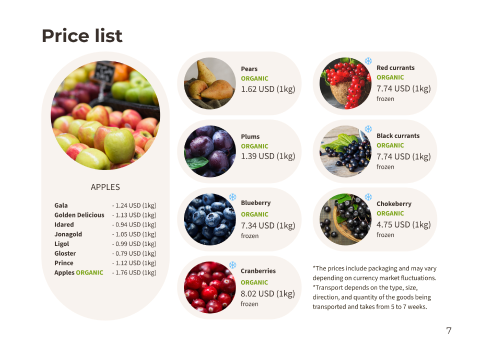 Price list
APPLES
Gala - 1.24 USD (1kg)
Golden Delicious - 1.13 USD (1kg)
Idared - 0.94 USD (1kg)
Jonagold - 1.05 USD (1kg)
Ligol - 0.99 USD (1kg)
Gloster - 0.79 USD (1kg)
Prince - 1.12 USD (1kg)
Apples ORGANIC - 1.76 USD (1kg)
Pears
ORGANIC
1.62 USD (1kg)
Plums
ORGANIC
1.39 USD (1kg)
Blueberry
ORGANIC
7.34 USD (1kg)
frozen
Cranberries
ORGANIC
8.02 USD (1kg)
frozen
Red currants
ORGANIC
7.74 USD (1kg)
frozen
Black currants
ORGANIC
7.74 USD (1kg)
frozen
Chokeberry
ORGANIC
4.75 USD (1kg)
frozen
*The prices include packaging and may vary
depending on currency market fluctuations.
*Transport depends on the type, size,
direction, and quantity of the goods being
transported and takes from 5 to 7 weeks.
7